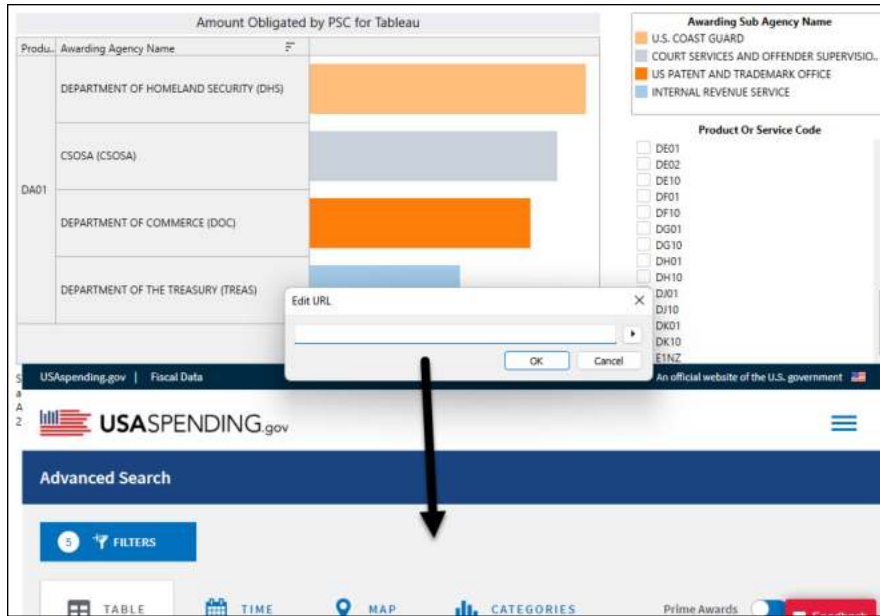 Amount Obligated by PSC for Tableau
Produ.. Awarding Agency Name
DA01
DEPARTMENT OF HOMELAND SECURITY (DHS)
CSOSA (CSOSA)
DEPARTMENT OF COMMERCE (DOC)
DEPARTMENT OF THE TREASURY (TREAS)
Awarding Sub Agency Name
U.S. COAST GUARD
COURT SERVICES AND OFFENDER SUPERVISIO..
US PATENT AND TRADEMARK OFFICE
INTERNAL REVENUE SERVICE
Product Or Service Code
DE01
DE02
DE10
DF01
DF10
DG01
DG10
DH01
DH10
DJ01
DJ10
DK01
DK10
E1NZ
Edit URL
OK Cancel
S
a
A
2
USAspending.gov | Fiscal Data
An official website of the U.S. government
USASPENDING.gov
Advanced Search
5 FILTERS
TABLE TIME MAP CATEGORIES Prime Awards
Feedback